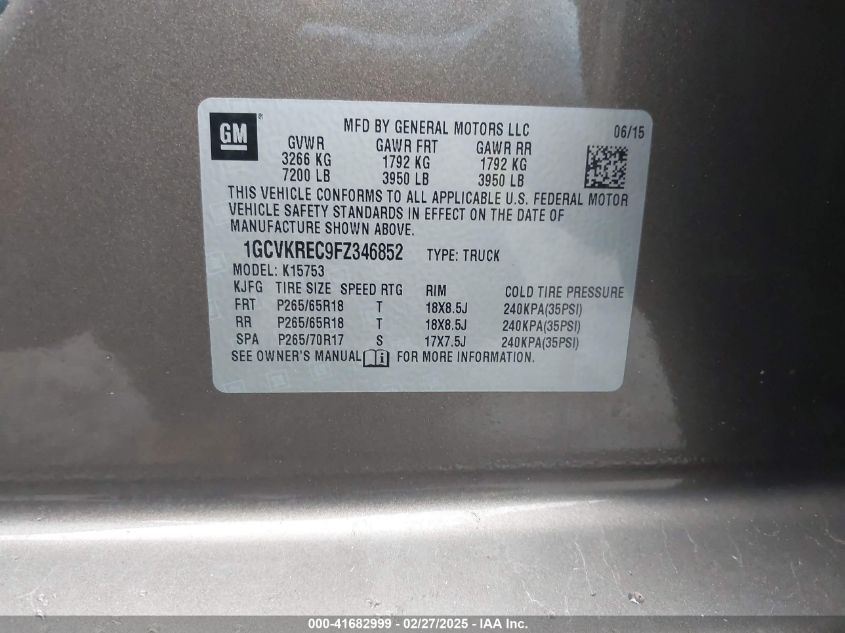 GM ®
MFD BY GENERAL MOTORS LLC 06/15
GVWR GAWR FRT GAWR RR
3266 KG 1792 KG 1792 KG
7200 LB 3950 LB 3950 LB
THIS VEHICLE CONFORMS TO ALL APPLICABLE U.S. FEDERAL MOTOR
VEHICLE SAFETY STANDARDS IN EFFECT ON THE DATE OF
MANUFACTURE SHOWN ABOVE.
1GCVKREC9FZ346852 TYPE: TRUCK
MODEL: K15753
KJFG TIRE SIZE SPEED RTG RIM COLD TIRE PRESSURE
FRT P265/65R18 T 18X8.5J 240KPA(35PSI)
RR P265/65R18 T 18X8.5J 240KPA(35PSI)
SPA P265/70R17 S 17X7.5J 240KPA(35PSI)
SEE OWNER'S MANUAL i FOR MORE INFORMATION.
000-41682999 - 02/27/2025 - IAA Inc.